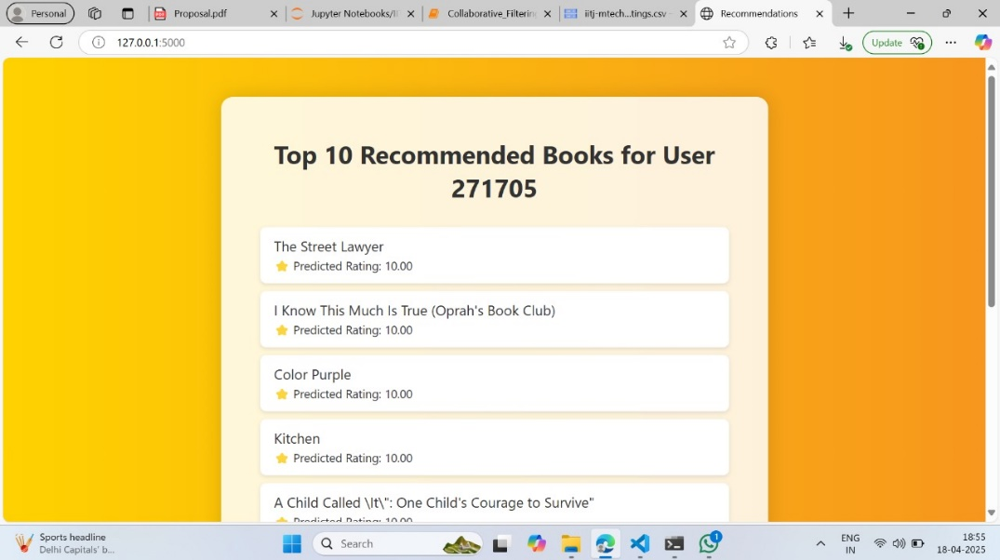 Personal
Proposal.pdf
Jupyter Notebooks/II
Collaborative_Filterin
iitj-mtech...tings.csv -
Recommendations
127.0.0.1:5000
Update
Top 10 Recommended Books for User
271705
The Street Lawyer
Predicted Rating: 10.00
I Know This Much Is True (Oprah's Book Club)
Predicted Rating: 10.00
Color Purple
Predicted Rating: 10.00
Kitchen
Predicted Rating: 10.00
A Child Called \It\": One Child's Courage to Survive"
Predicted Rating: 10.00
Sports headline
Delhi Capitals' b...
Search
1
ENG
IN
18:55
18-04-2025